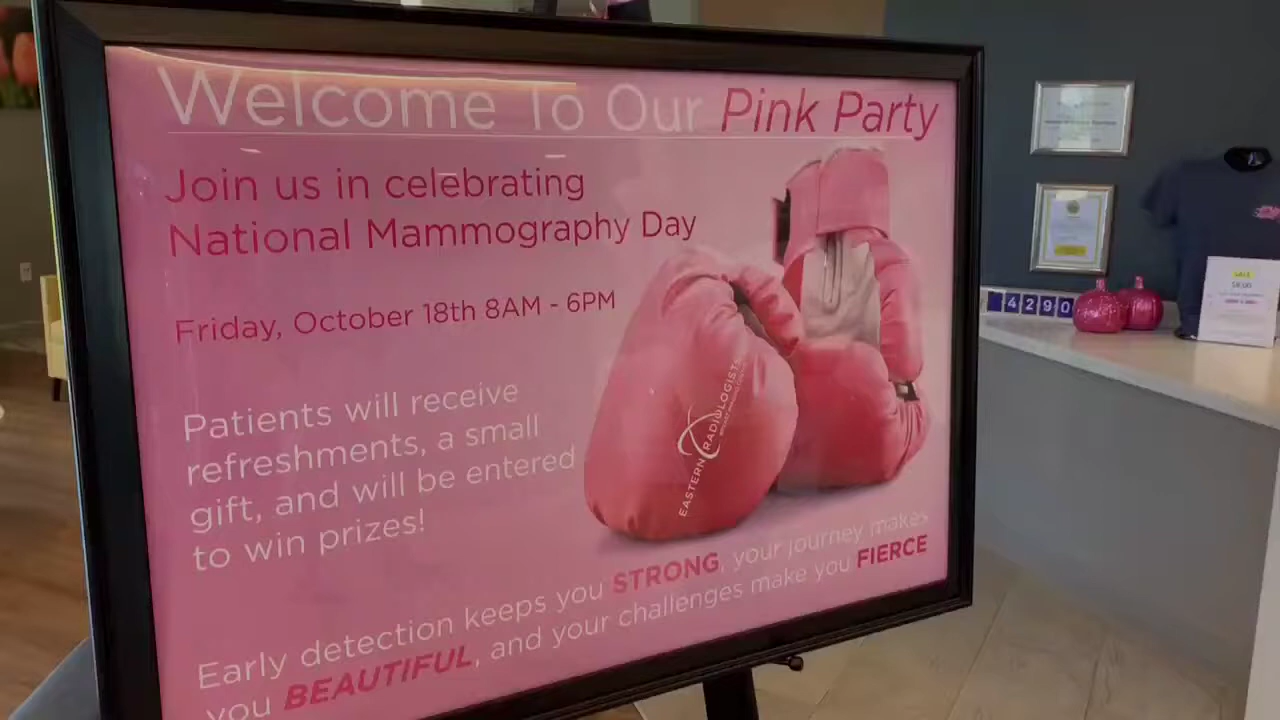 Welcome To Our Pink Party
Join us in celebrating
National Mammography Day
Friday, October 18th 8AM - 6PM
Patients will receive
refreshments, a small
gift, and will be entered
to win prizes!
EASTERN RADIOLOGISTS
Early detection keeps you STRONG, your journey makes
you BEAUTIFUL, and your challenges make you FIERCE
4290